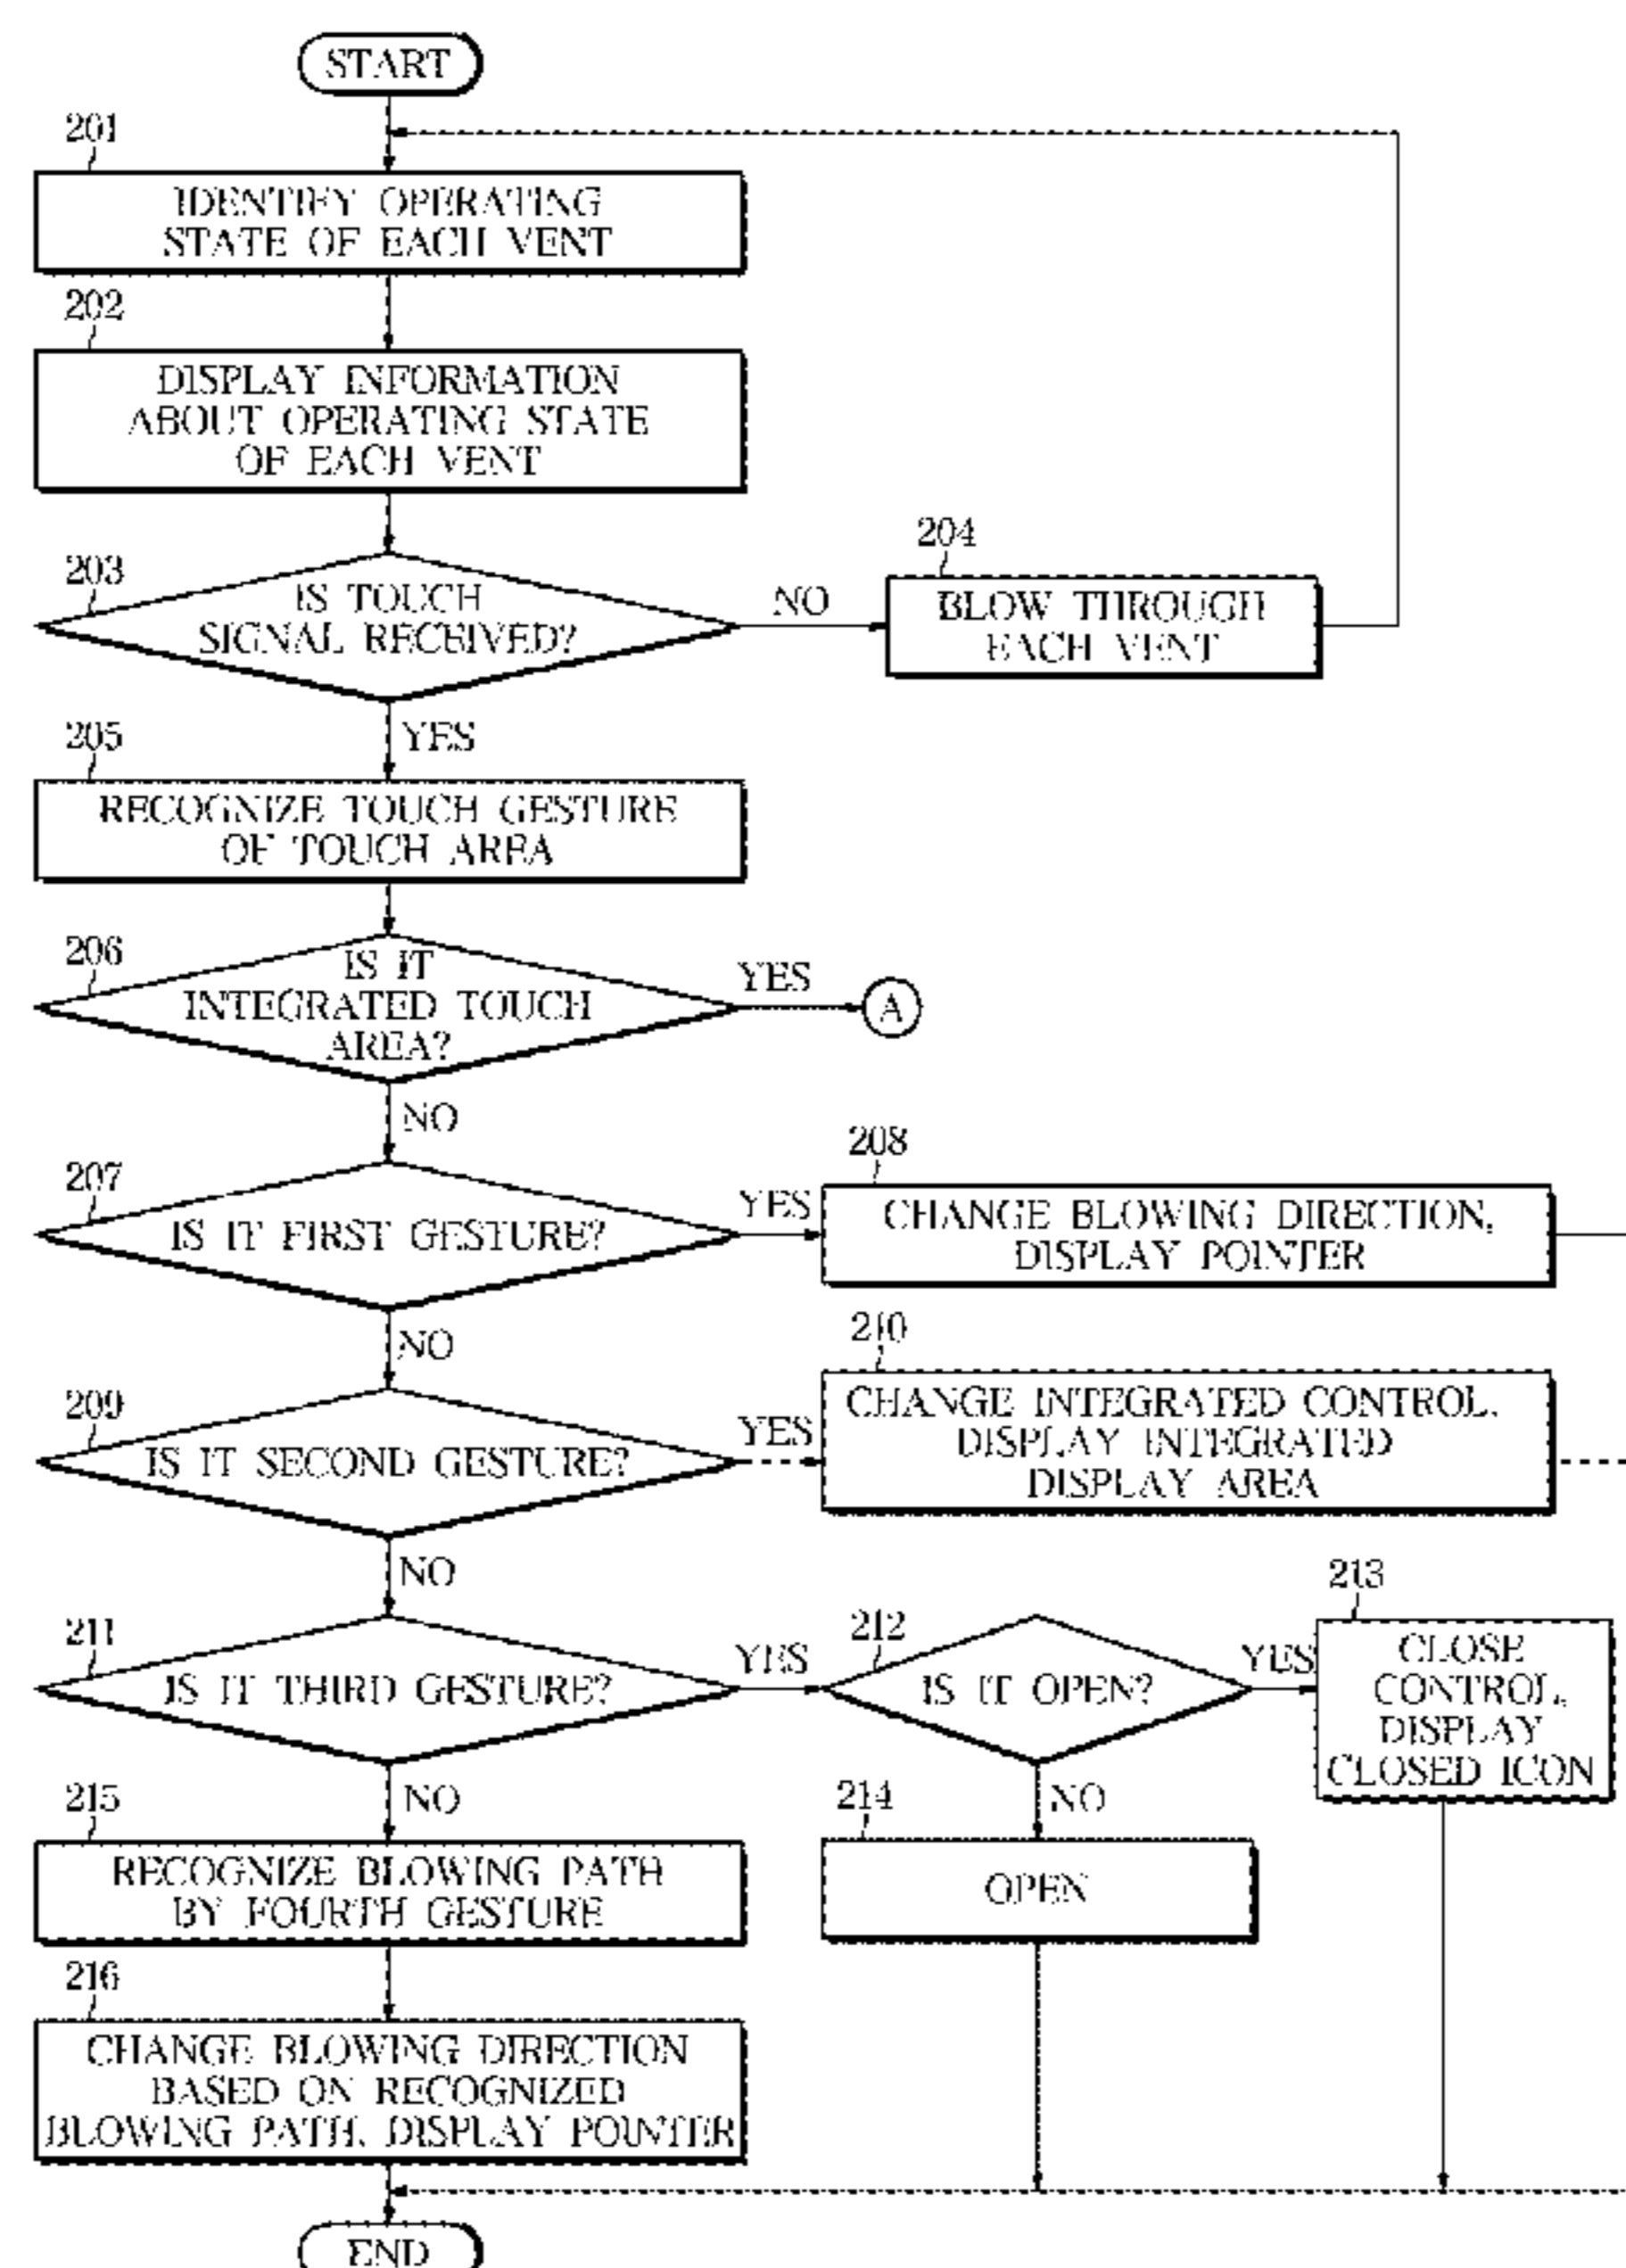 START
201
IDENTIFY OPERATING
STATE OF EACH VENT
202
DISPLAY INFORMATION
ABOUT OPERATING STATE
OF EACH VENT
203
IS TOUCH
SIGNAL RECEIVED?
NO
204
BLOW THROUGH
EACH VENT
YES
205
RECOGNIZE TOUCH GESTURE
OF TOUCH AREA
206
IS IT
INTEGRATED TOUCH
AREA?
YES
A
NO
207
IS IT FIRST GESTURE?
YES
208
CHANGE BLOWING DIRECTION,
DISPLAY POINTER
NO
209
IS IT SECOND GESTURE?
YES
210
CHANGE INTEGRATED CONTROL,
DISPLAY INTEGRATED
DISPLAY AREA
NO
211
IS IT THIRD GESTURE?
YES
212
IS IT OPEN?
YES
213
CLOSE
CONTROL,
DISPLAY
CLOSED ICON
NO
214
OPEN
NO
215
RECOGNIZE BLOWING PATH
BY FOURTH GESTURE
216
CHANGE BLOWING DIRECTION
BASED ON RECOGNIZED
BLOWING PATH, DISPLAY POINTER
END